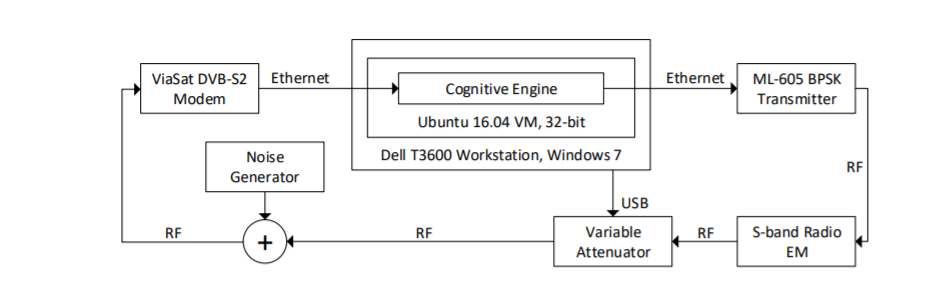 ViaSat DVB-S2
Modem
Ethernet
Cognitive Engine
Ubuntu 16.04 VM, 32-bit
Dell T3600 Workstation, Windows 7
Ethernet
ML-605 BPSK
Transmitter
Noise
Generator
RF
USB
RF
+
RF
Variable
Attenuator
RF
S-band Radio
EM